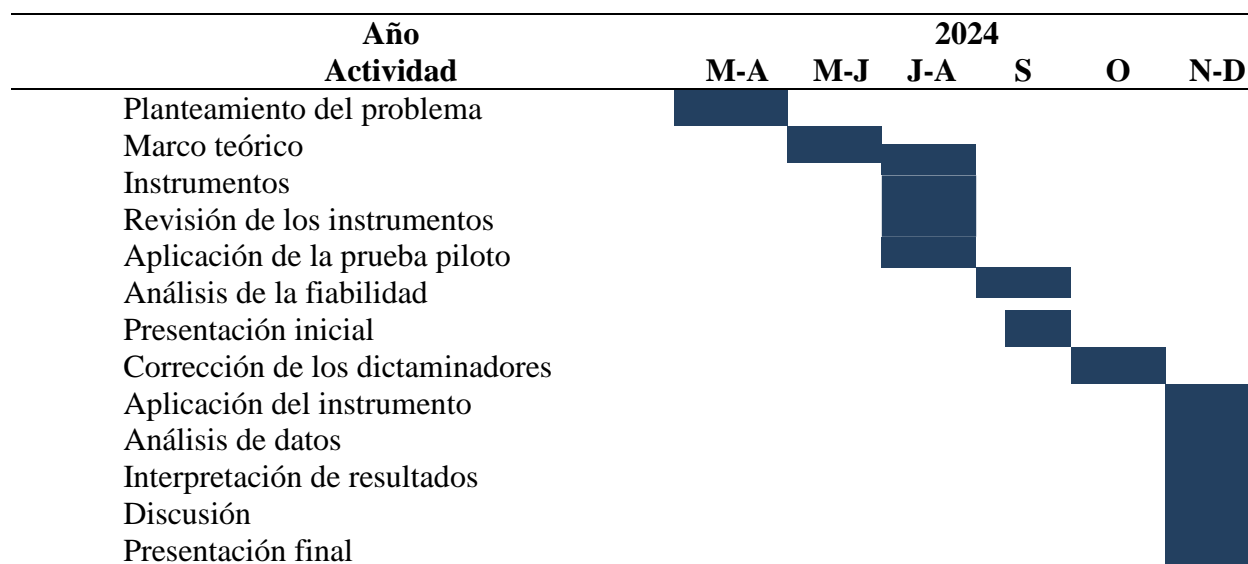 Año 2024
Actividad M-A M-J J-A S O N-D
Planteamiento del problema
Marco teórico
Instrumentos
Revisión de los instrumentos
Aplicación de la prueba piloto
Análisis de la fiabilidad
Presentación inicial
Corrección de los dictaminadores
Aplicación del instrumento
Análisis de datos
Interpretación de resultados
Discusión
Presentación final